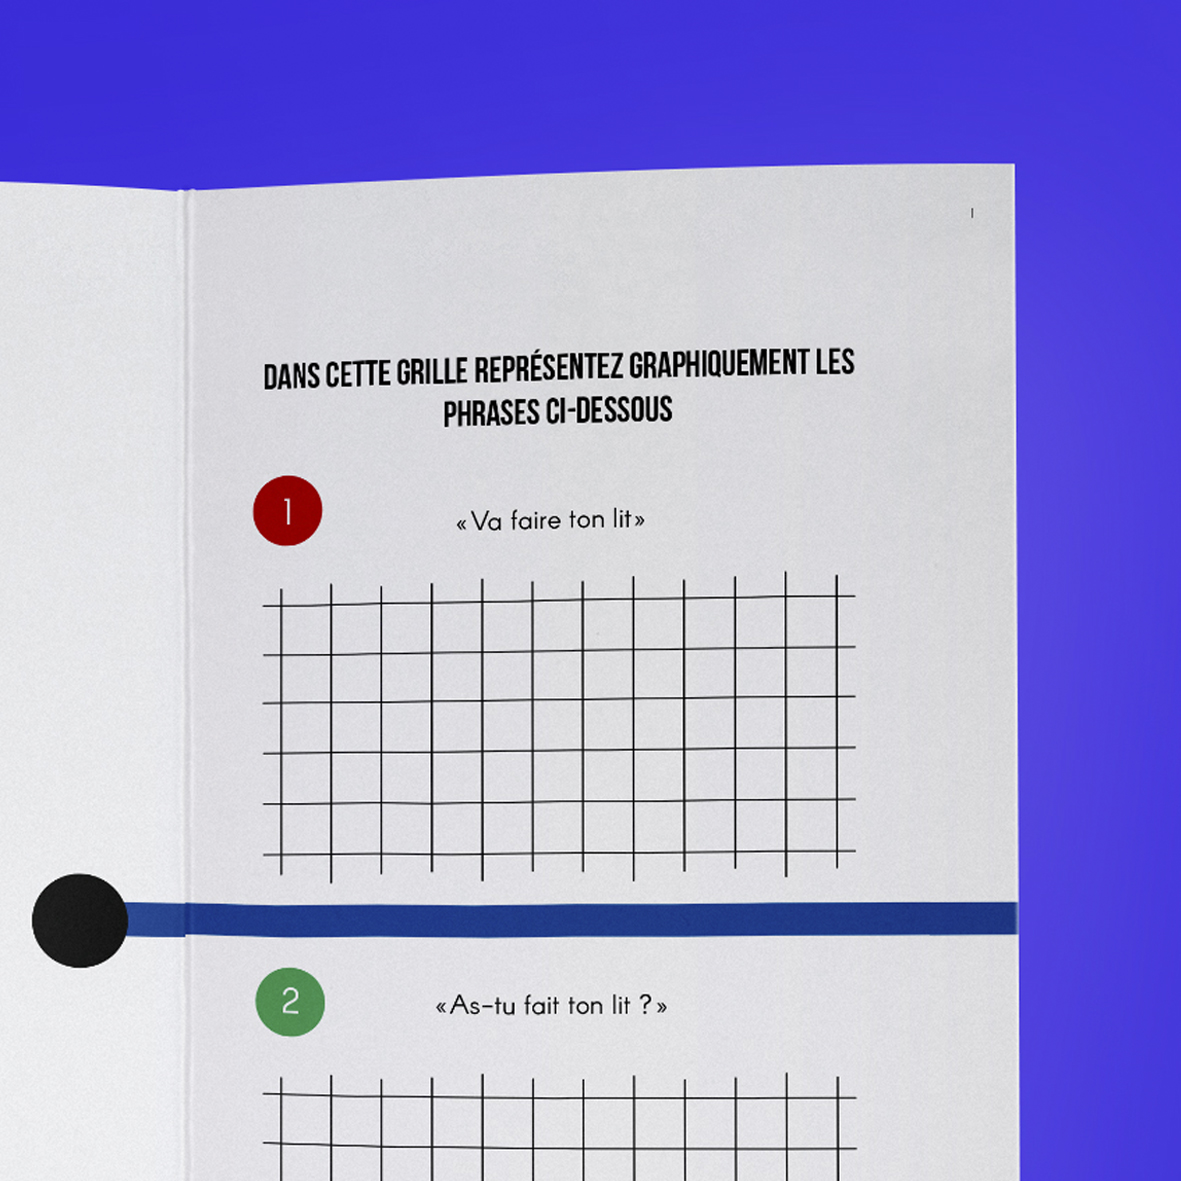 1
DANS CETTE GRILLE REPRÉSENTEZ GRAPHIQUEMENT LES
PHRASES CI-DESSOUS
1
«Va faire ton lit»
2
«As-tu fait ton lit ?»